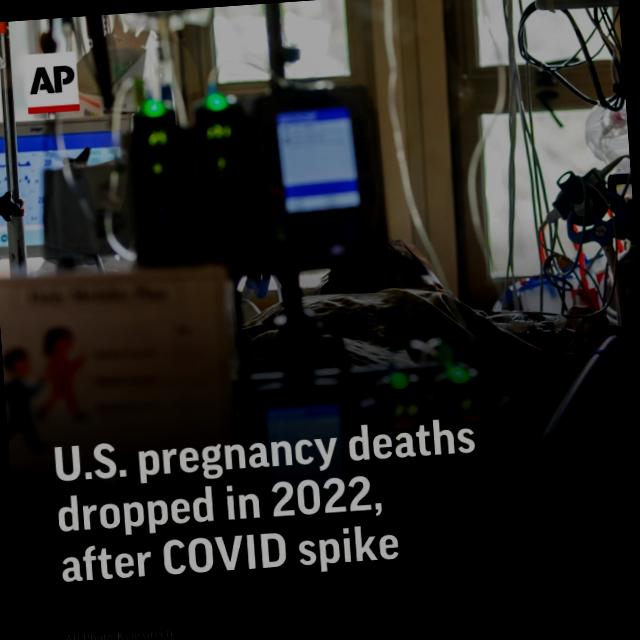 AP
U.S. pregnancy deaths
dropped in 2022,
after COVID spike